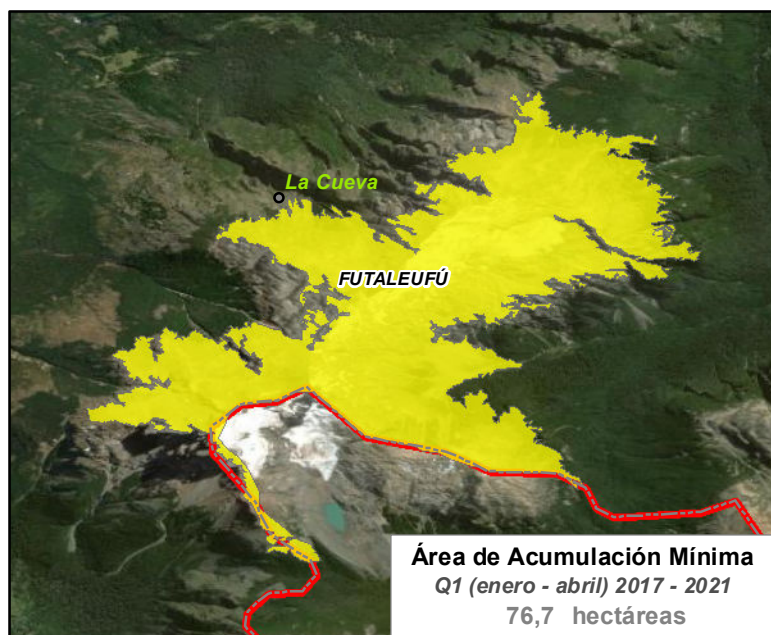 La Cueva
FUTALEUFÚ
Área de Acumulación Mínima
Q1 (enero - abril) 2017 - 2021
76,7 hectáreas